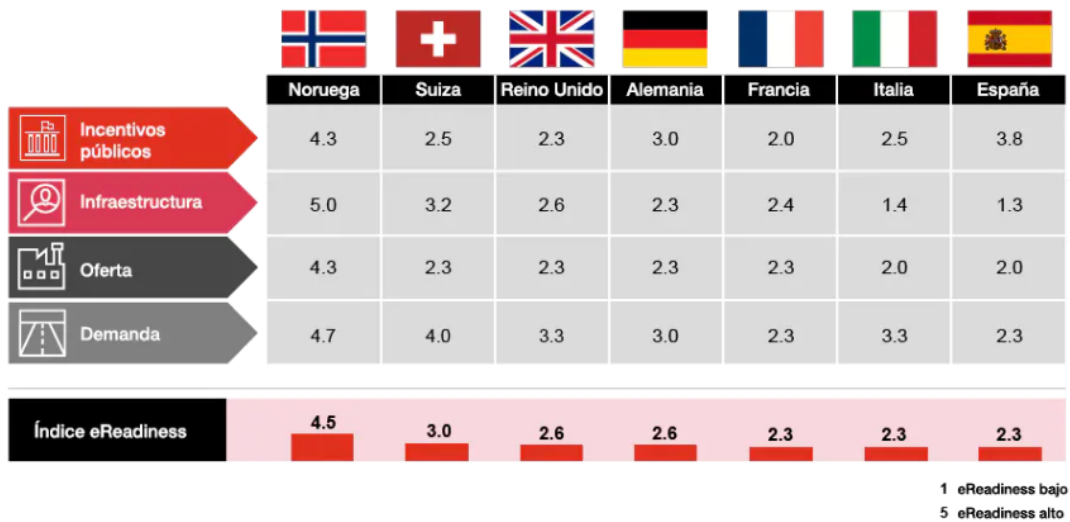 Noruega Suiza Reino Unido Alemania Francia Italia España
Incentivos
públicos
4.3 2.5 2.3 3.0 2.0 2.5 3.8
Infraestructura 5.0 3.2 2.6 2.3 2.4 1.4 1.3
Oferta 4.3 2.3 2.3 2.3 2.3 2.0 2.0
Demanda 4.7 4.0 3.3 3.0 2.3 3.3 2.3
Índice eReadiness 4.5 3.0 2.6 2.6 2.3 2.3 2.3
1 eReadiness bajo
5 eReadiness alto